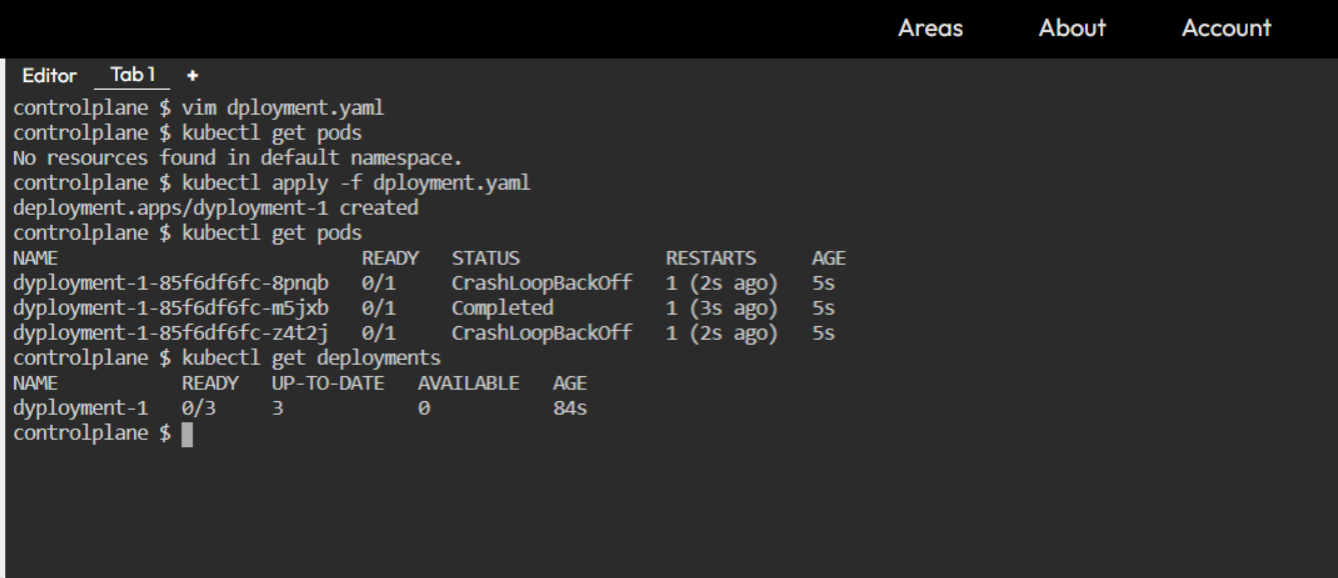 Areas About Account
Editor Tab 1 +
controlplane $ vim dployment.yaml
controlplane $ kubectl get pods
No resources found in default namespace.
controlplane $ kubectl apply -f dployment.yaml
deployment.apps/dyployment-1 created
controlplane $ kubectl get pods
NAME READY STATUS RESTARTS AGE
dyployment-1-85f6df6fc-8pnqb 0/1 CrashLoopBackOff 1 (2s ago) 5s
dyployment-1-85f6df6fc-m5jxb 0/1 Completed 1 (3s ago) 5s
dyployment-1-85f6df6fc-z4t2j 0/1 CrashLoopBackOff 1 (2s ago) 5s
controlplane $ kubectl get deployments
NAME READY UP-TO-DATE AVAILABLE AGE
dyployment-1 0/3 3 0 84s
controlplane $